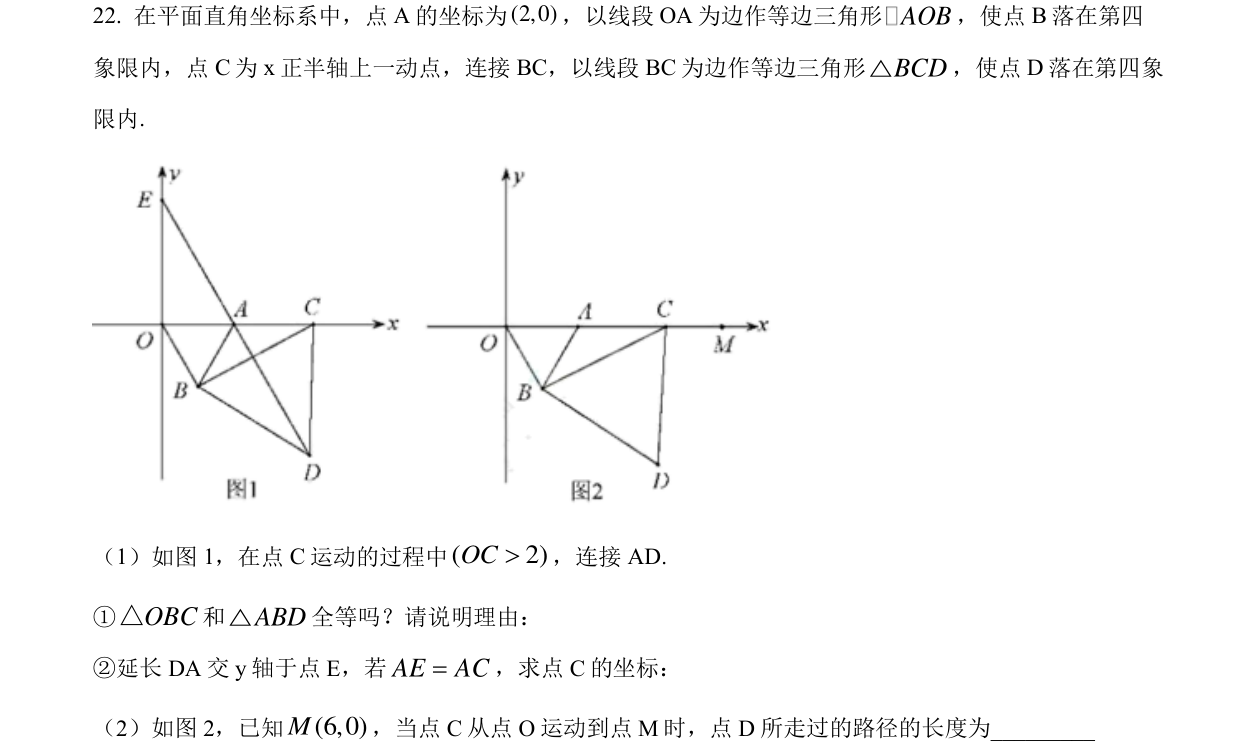 22. 在平面直角坐标系中，点 A 的坐标为(2,0)，以线段 OA 为边作等边三角形□AOB，使点 B 落在第四
象限内，点 C 为 x 正半轴上一动点，连接 BC，以线段 BC 为边作等边三角形△BCD，使点 D 落在第四象
限内.
y
E
A
C
x
O
B
D
图1
y
A
C
x
O
M
B
D
图2
（1）如图 1，在点 C 运动的过程中(OC > 2)，连接 AD.
①△OBC 和△ABD 全等吗？请说明理由：
②延长 DA 交 y 轴于点 E，若 AE = AC，求点 C 的坐标：
（2）如图 2，已知 M(6,0)，当点 C 从点 O 运动到点 M 时，点 D 所走过的路径的长度为_________